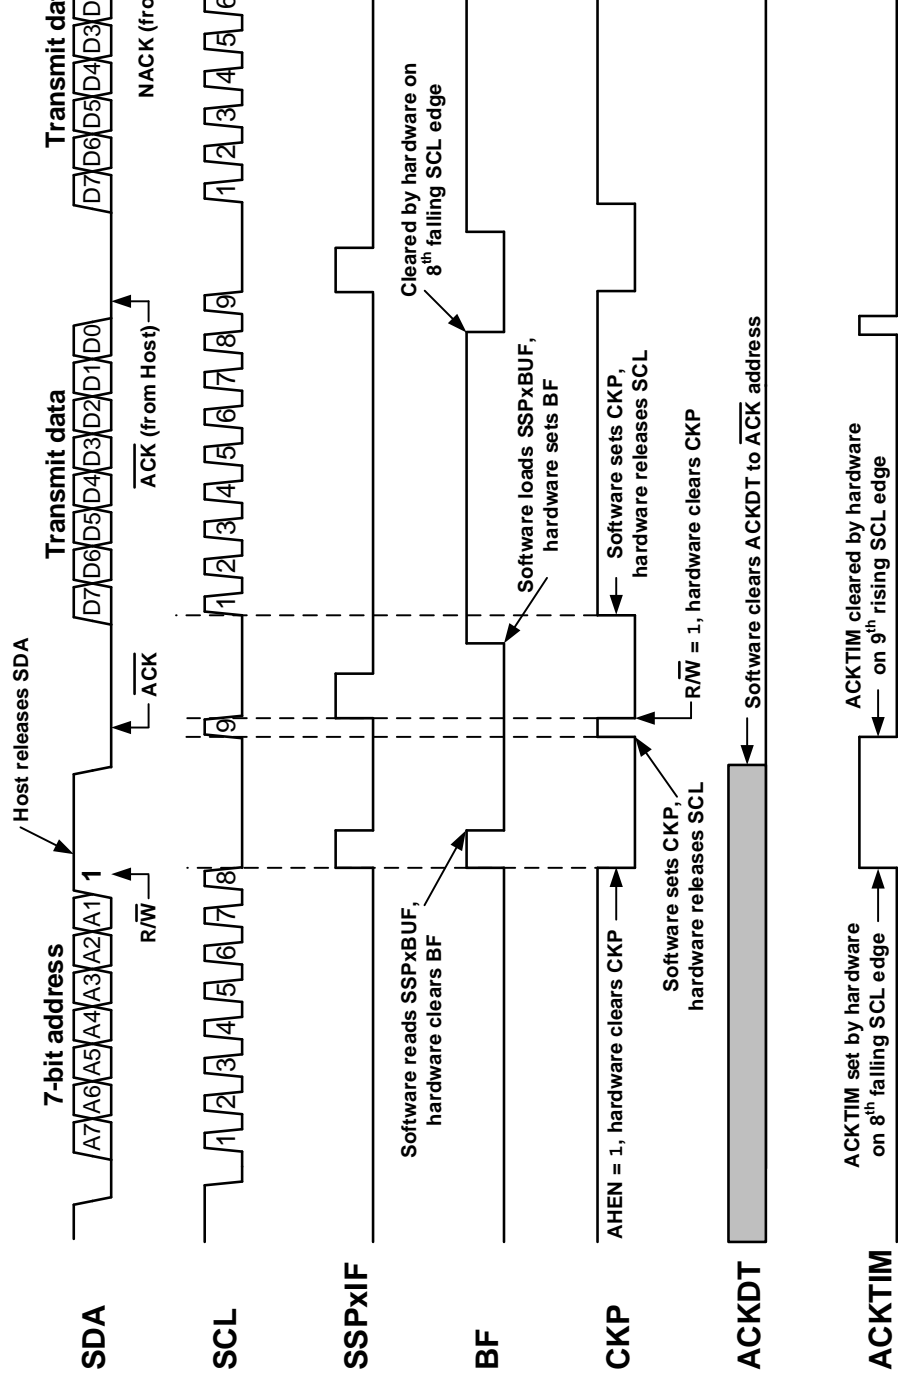 Host releases SDA
7-bit address
Transmit data
Transmit da
SDA
A7 A6 A5 A4 A3 A2 A1 1
D7 D6 D5 D4 D3 D2 D1 D0
D7 D6 D5 D4 D3 D
R/W̅
A̅C̅K̅
A̅C̅K̅ (from Host)
NACK (fro
SCL
1 2 3 4 5 6 7 8 9
1 2 3 4 5 6 7 8 9
1 2 3 4 5 6
SSPxIF
Software reads SSPxBUF,
hardware clears BF
Cleared by hardware on
8th falling SCL edge
BF
Software loads SSPxBUF,
hardware sets BF
CKP
AHEN = 1, hardware clears CKP
Software sets CKP,
hardware releases SCL
Software sets CKP,
hardware releases SCL
R/W̅ = 1, hardware clears CKP
ACKDT
Software clears ACKDT to A̅C̅K̅ address
ACKTIM set by hardware
on 8th falling SCL edge
ACKTIM cleared by hardware
on 9th rising SCL edge
ACKTIM